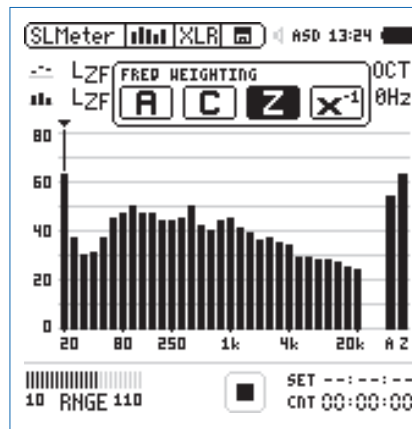 SLMeter XLR ASD 13:24
LZF FREQ WEIGHTING OCT
LZF A C Z X-1 0Hz
80
60
40
20
0
20 80 250 1k 4k 20k A Z
SET --:--:--
10 RNGE 110 CNT 00:00:00